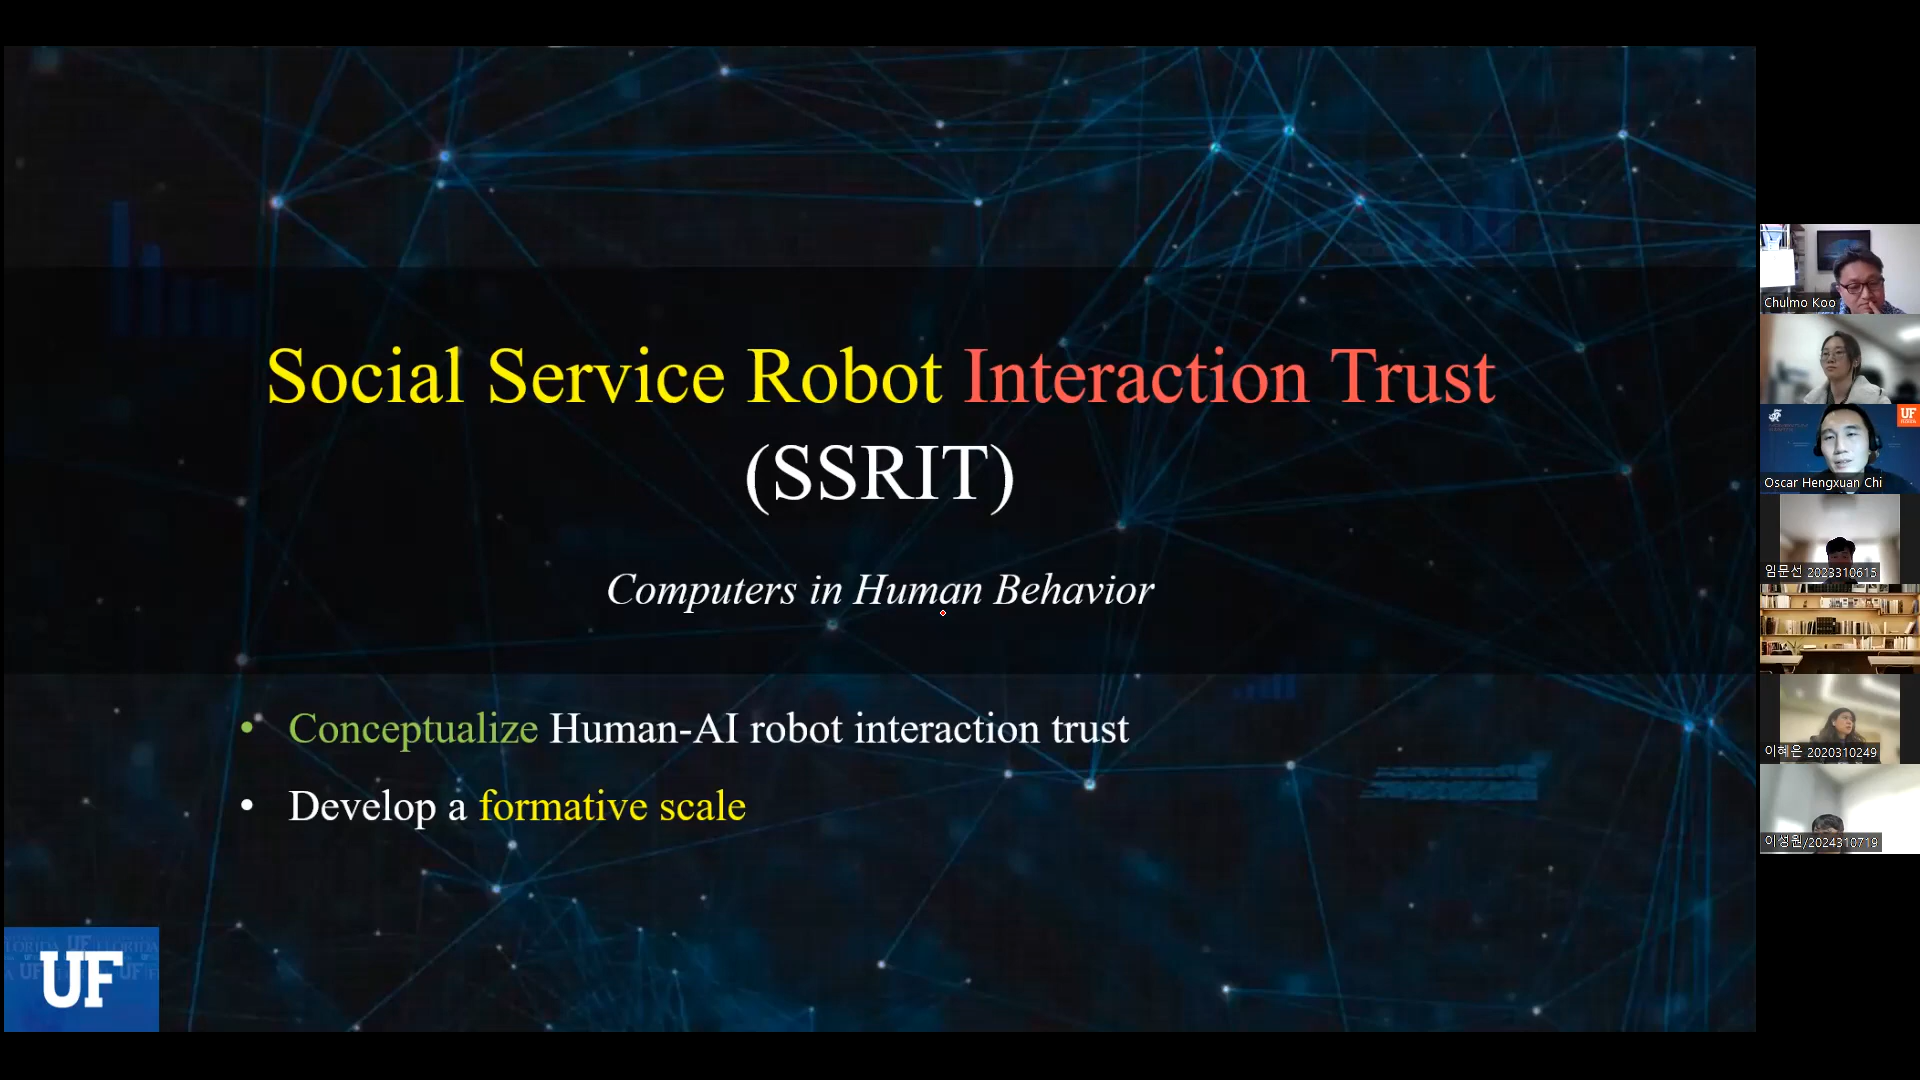 Social Service Robot Interaction Trust
(SSRIT)
Computers in Human Behavior
• Conceptualize Human-AI robot interaction trust
• Develop a formative scale
UF
Chulmo Koo
UF
Oscar Hengxuan Chi
임문선 2023310615
이혜은 2020310249
이성원/2024310719